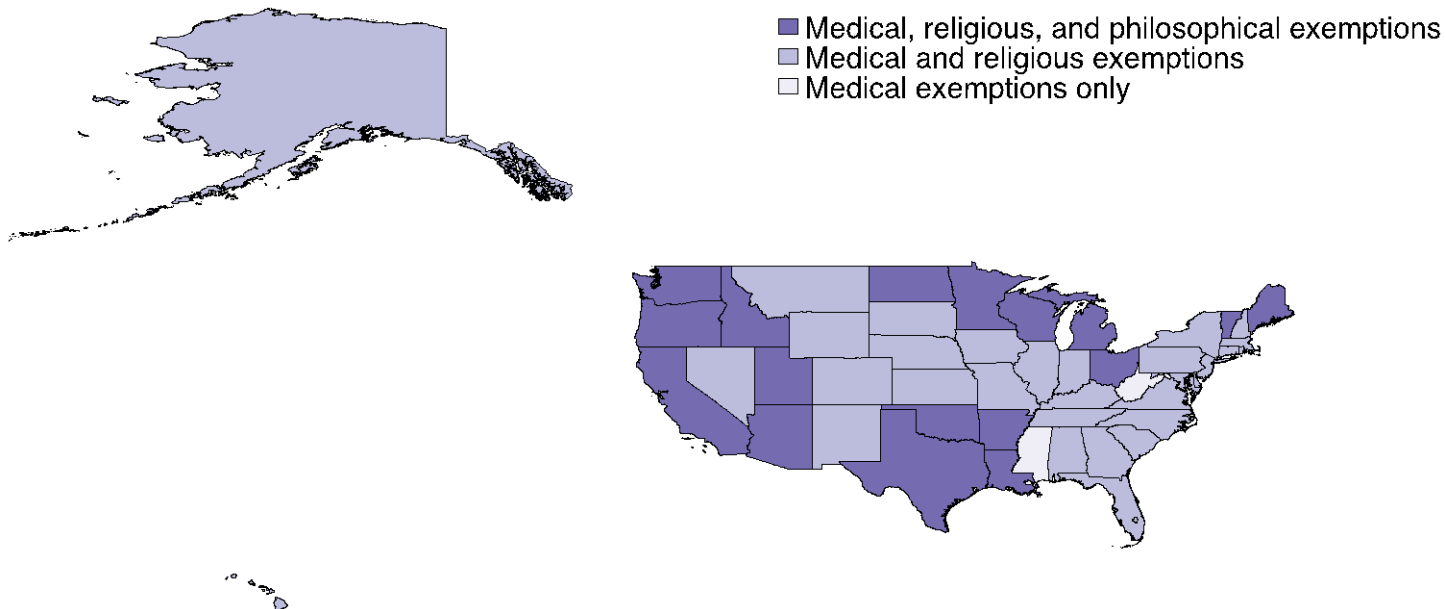 Medical, religious, and philosophical exemptions
Medical and religious exemptions
Medical exemptions only